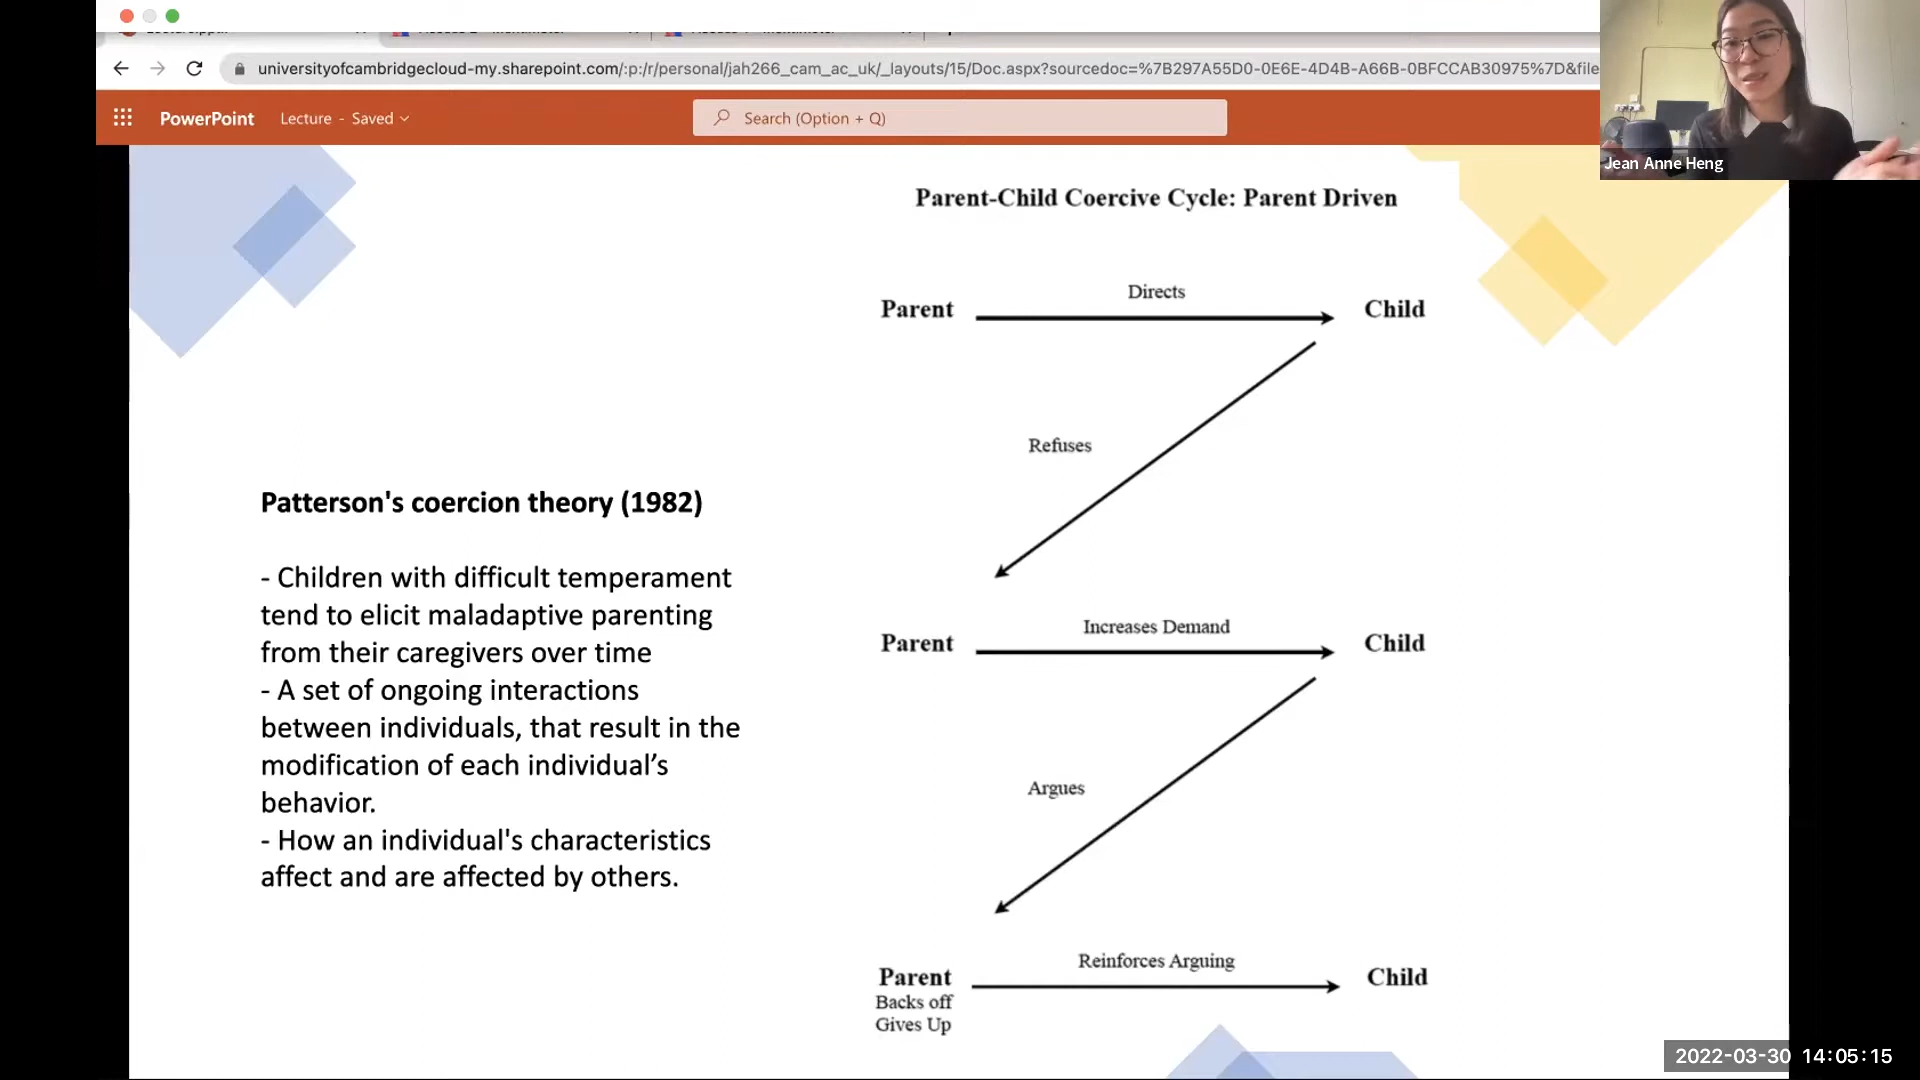 universityofcambridgecloud-my.sharepoint.com/:p:/r/personal/jah266_cam_ac_uk/_layouts/15/Doc.aspx?sourcedoc=%7B297A55D0-0E6E-4D4B-A66B-0BFCCAB30975%7D&file
PowerPoint
Lecture - Saved
Search (Option + Q)
Jean Anne Heng
Parent-Child Coercive Cycle: Parent Driven
Directs
Parent
Child
Refuses
Patterson's coercion theory (1982)
- Children with difficult temperament
tend to elicit maladaptive parenting
from their caregivers over time
- A set of ongoing interactions
between individuals, that result in the
modification of each individual’s
behavior.
- How an individual's characteristics
affect and are affected by others.
Increases Demand
Parent
Child
Argues
Reinforces Arguing
Parent
Child
Backs off
Gives Up
2022-03-30 14:05:15